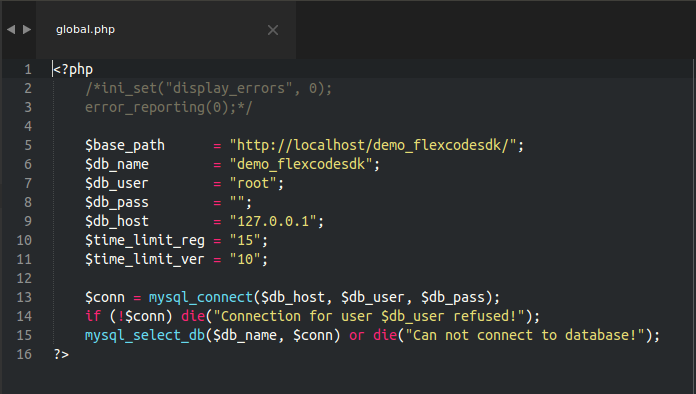 global.php
1 <?php
2 /*ini_set("display_errors", 0);
3 error_reporting(0);*/
4
5 $base_path = "http://localhost/demo_flexcodesdk/";
6 $db_name = "demo_flexcodesdk";
7 $db_user = "root";
8 $db_pass = "";
9 $db_host = "127.0.0.1";
10 $time_limit_reg = "15";
11 $time_limit_ver = "10";
12
13 $conn = mysql_connect($db_host, $db_user, $db_pass);
14 if (!$conn) die("Connection for user $db_user refused!");
15 mysql_select_db($db_name, $conn) or die("Can not connect to database!");
16 ?>